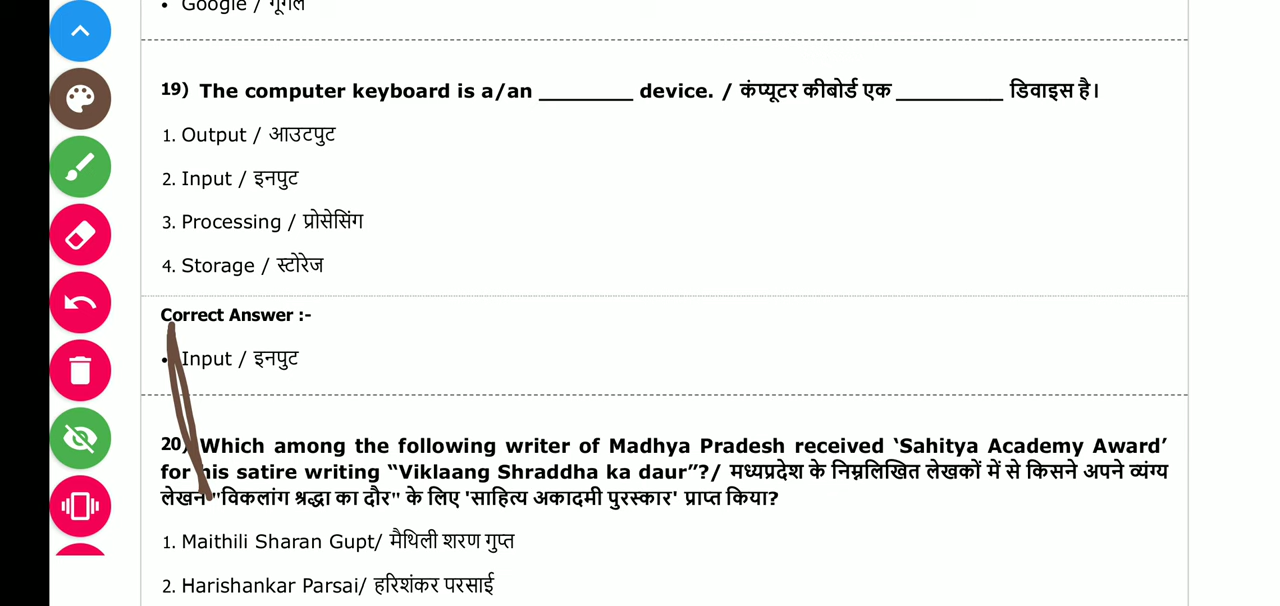 • Google / गूगल
19) The computer keyboard is a/an ________ device. / कंप्यूटर कीबोर्ड एक _________ डिवाइस है।
1. Output / आउटपुट
2. Input / इनपुट
3. Processing / प्रोसेसिंग
4. Storage / स्टोरेज
Correct Answer :-
• Input / इनपुट
20) Which among the following writer of Madhya Pradesh received ‘Sahitya Academy Award’
for his satire writing “Viklaang Shraddha ka daur”?/ मध्यप्रदेश के निम्नलिखित लेखकों में से किसने अपने व्यंग्य
लेखन "विकलांग श्रद्धा का दौर" के लिए 'साहित्य अकादमी पुरस्कार' प्राप्त किया?
1. Maithili Sharan Gupt/ मैथिली शरण गुप्त
2. Harishankar Parsai/ हरिशंकर परसाई